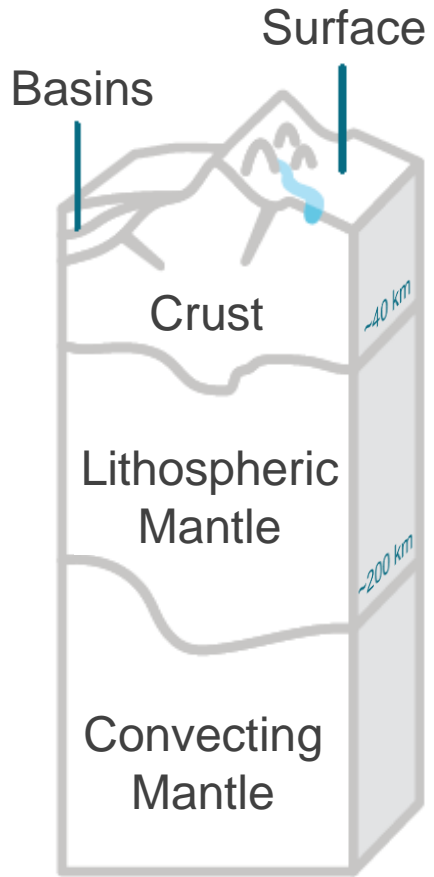 Surface
Basins
Crust
~40 km
Lithospheric
Mantle
~200 km
Convecting
Mantle